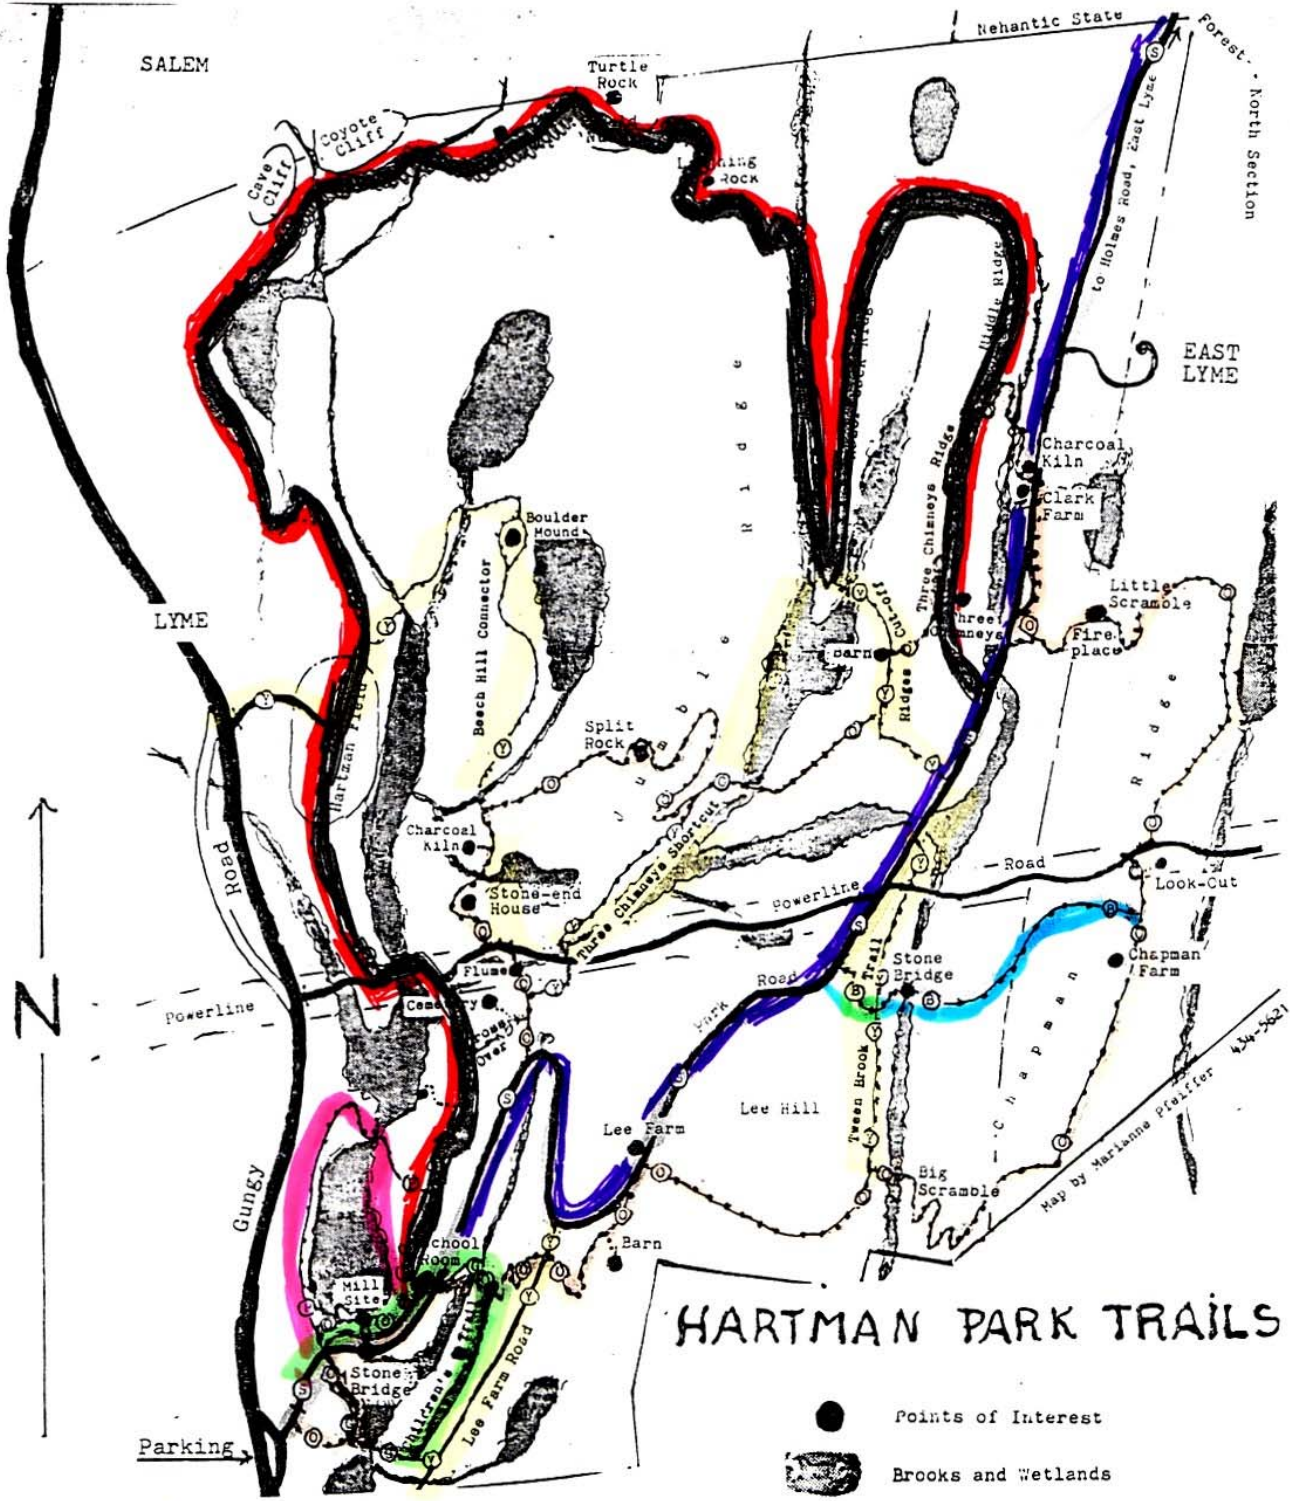 Nehantic State
Forest
North Section
SALEM
Turtle
Rock
Coyote
Cliff
Cave
Cliff
Rock
to Holmes Road, East Lyme
S
EAST
LYME
Ridge
Charcoal
Kiln
Clark
Farm
Three Chimneys Ridge
Boulder
Mound
Beech Hill Connector
Little
Scramble
Fire
place
LYME
Y
Barn
Ridges Cut-off
Hartman Field
Split
Rock
Jumble
Ridge
Charcoal
Kiln
Three Chimneys Shortcut
Road
Stone-end
House
Powerline
Road
Look-Out
Chapman
Farm
Flume
Cemetery
Stone
Bridge
B
Trail
Road
Park
Powerline
N
Cross
Over
Chapman
Tween Brook
Lee Hill
Lee Farm
Big
Scramble
434-5621
Map by Marianne Pfeiffer
Gungy
Barn
School
Room
Mill
Site
Stone
Bridge
Children's Trail
Lee Farm Road
Parking
HARTMAN PARK TRAILS
Points of Interest
Brooks and Wetlands